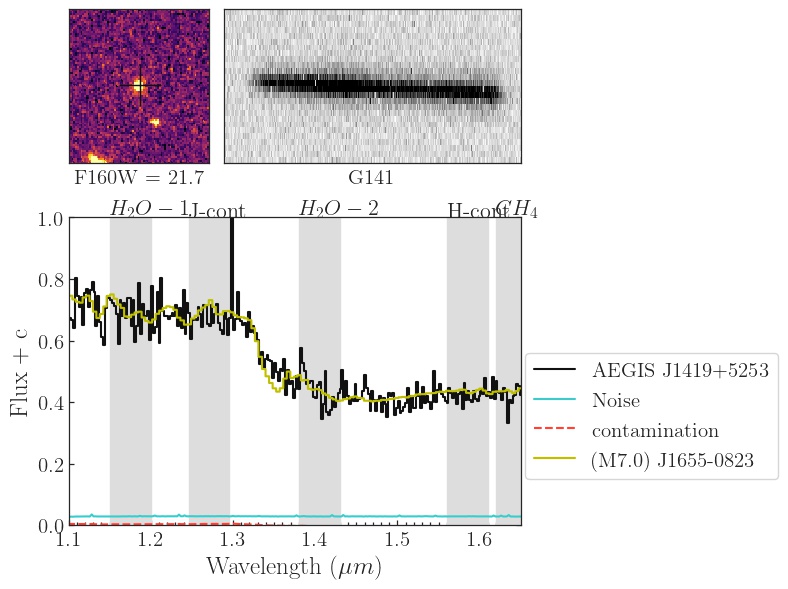 F160W = 21.7
G141
H2O − 1 J-cont H2O − 2 H-cont CH4
1.0
0.8
0.6
0.4
0.2
0.0
Flux + c
1.1 1.2 1.3 1.4 1.5 1.6
Wavelength (μm)
AEGIS J1419+5253
Noise
contamination
(M7.0) J1655-0823